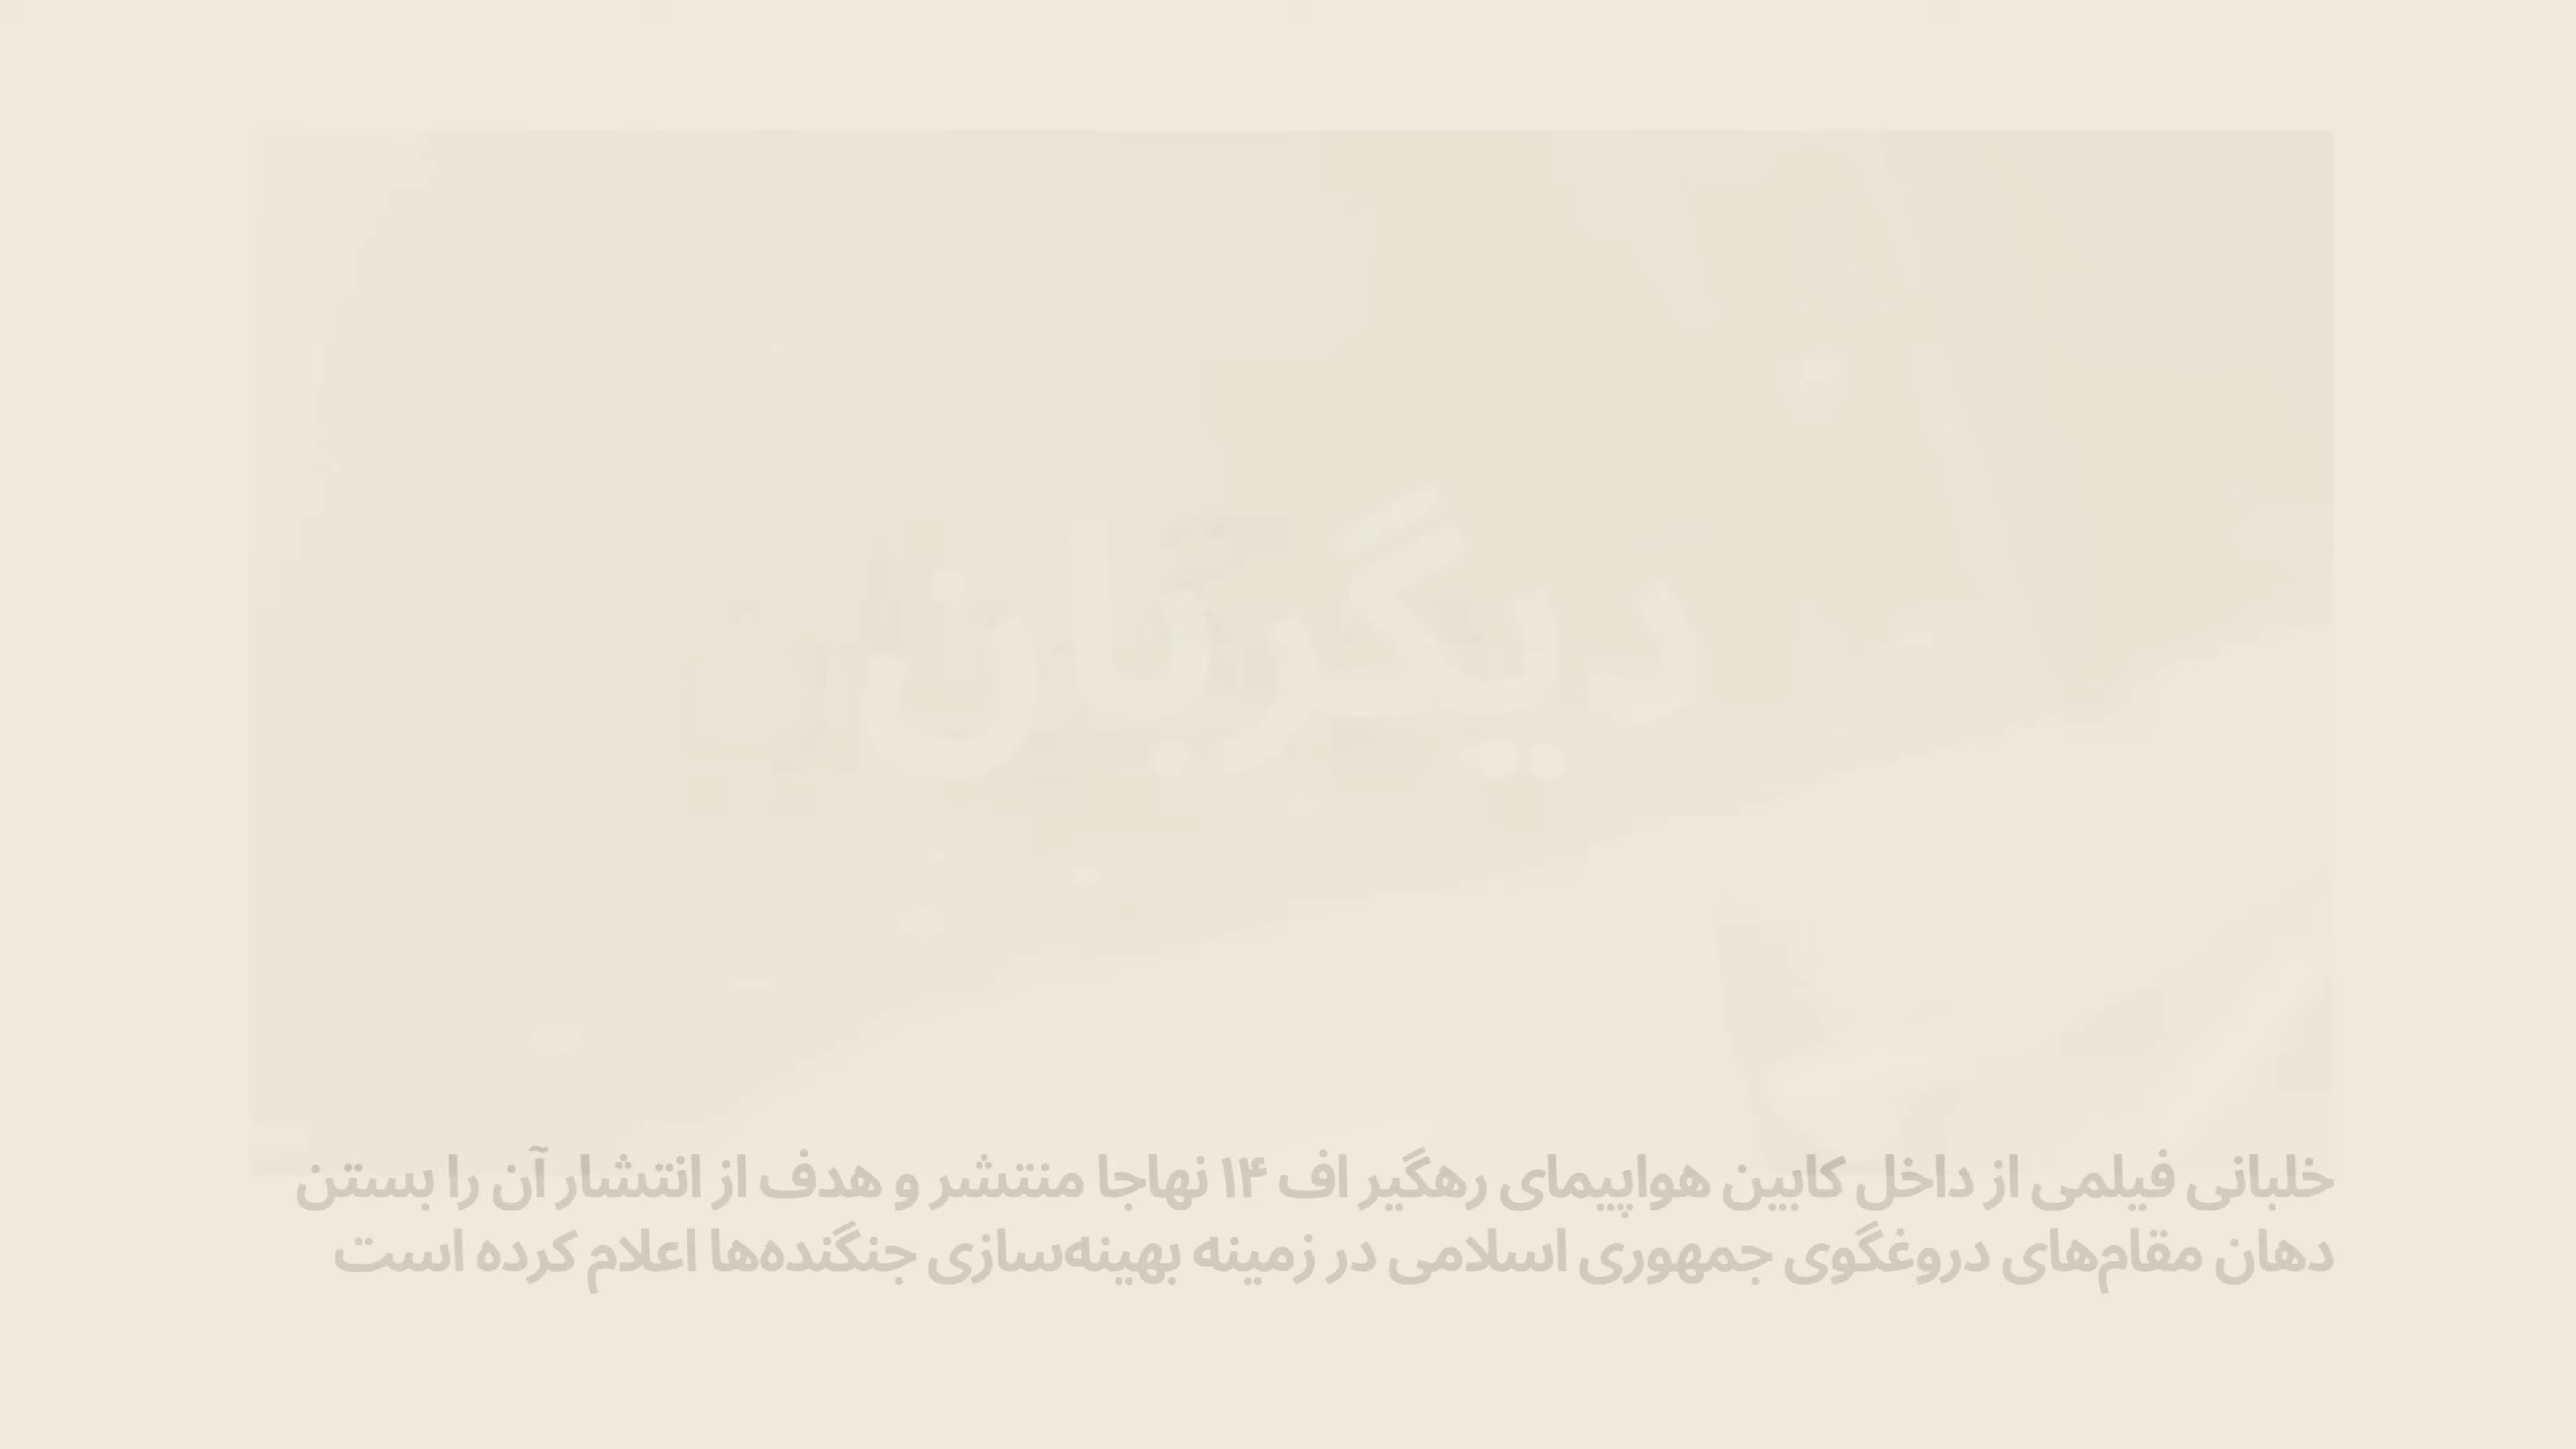 دیگربان
خلبانی فیلمی از داخل کابین هواپیمای رهگیر اف ۱۴ نهاجا منتشر و هدف از انتشار آن را بستن
دهان مقام‌های دروغگوی جمهوری اسلامی در زمینه بهینه‌سازی جنگنده‌ها اعلام کرده است